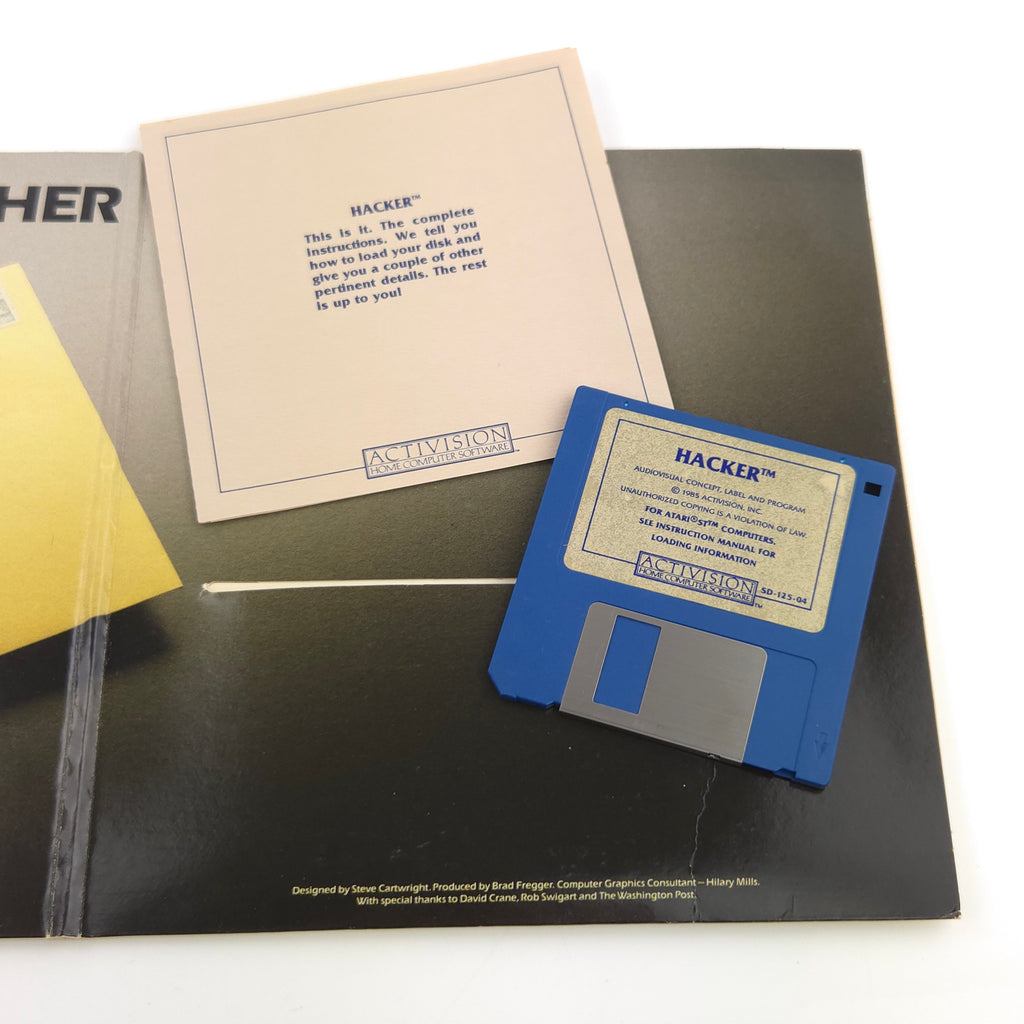 HER
HACKER™
This is it. The complete
instructions. We tell you
how to load your disk and
give you a couple of other
pertinent details. The rest
is up to you!
ACTIVISION
HOME COMPUTER SOFTWARE
HACKER™
AUDIOVISUAL CONCEPT, LABEL AND PROGRAM
© 1985 ACTIVISION, INC.
UNAUTHORIZED COPYING IS A VIOLATION OF LAW.
FOR ATARI® ST™ COMPUTERS.
SEE INSTRUCTION MANUAL FOR
LOADING INFORMATION
ACTIVISION
HOME COMPUTER SOFTWARE™
SD-125-04
Designed by Steve Cartwright. Produced by Brad Fregger. Computer Graphics Consultant – Hilary Mills.
With special thanks to David Crane, Rob Swigart and The Washington Post.